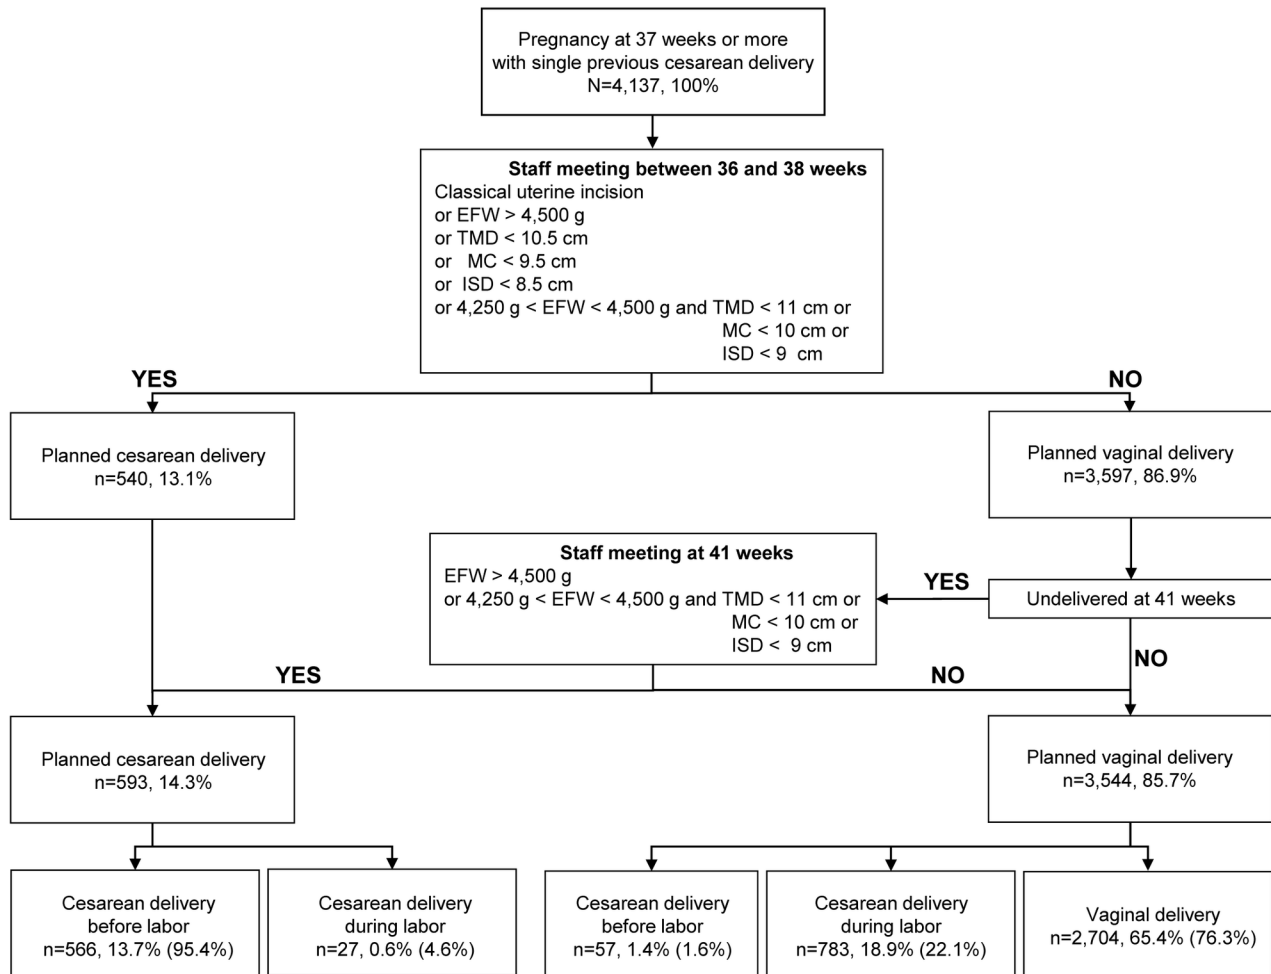 Pregnancy at 37 weeks or more
with single previous cesarean delivery
N=4,137, 100%
Staff meeting between 36 and 38 weeks
Classical uterine incision
or EFW > 4,500 g
or TMD < 10.5 cm
or MC < 9.5 cm
or ISD < 8.5 cm
or 4,250 g < EFW < 4,500 g and TMD < 11 cm or
MC < 10 cm or
ISD < 9 cm
YES
NO
Planned cesarean delivery
n=540, 13.1%
Planned vaginal delivery
n=3,597, 86.9%
Staff meeting at 41 weeks
EFW > 4,500 g
or 4,250 g < EFW < 4,500 g and TMD < 11 cm or
MC < 10 cm or
ISD < 9 cm
YES
Undelivered at 41 weeks
YES
NO
NO
Planned cesarean delivery
n=593, 14.3%
Planned vaginal delivery
n=3,544, 85.7%
Cesarean delivery
before labor
n=566, 13.7% (95.4%)
Cesarean delivery
during labor
n=27, 0.6% (4.6%)
Cesarean delivery
before labor
n=57, 1.4% (1.6%)
Cesarean delivery
during labor
n=783, 18.9% (22.1%)
Vaginal delivery
n=2,704, 65.4% (76.3%)